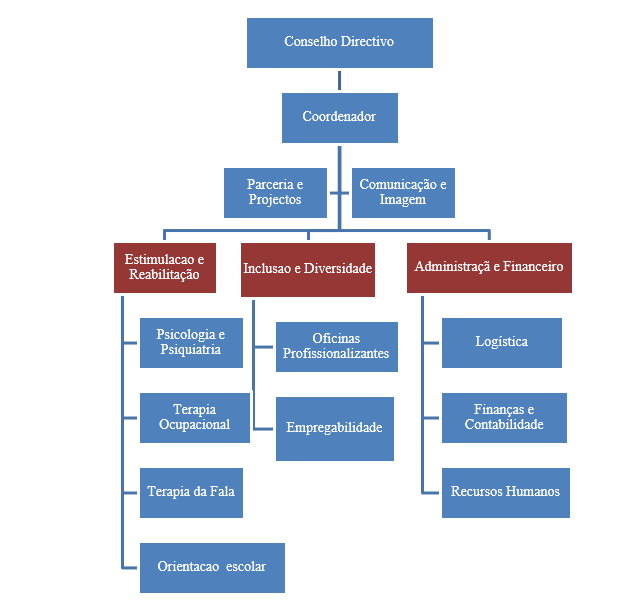 Conselho Directivo
Coordenador
Parceria e
Projectos
Comunicação e
Imagem
Estimulacao e
Reabilitação
Inclusao e Diversidade
Administraçã e Financeiro
Psicologia e
Psiquiatria
Terapia
Ocupacional
Terapia da Fala
Orientacao escolar
Oficinas
Profissionalizantes
Empregabilidade
Logística
Finanças e
Contabilidade
Recursos Humanos